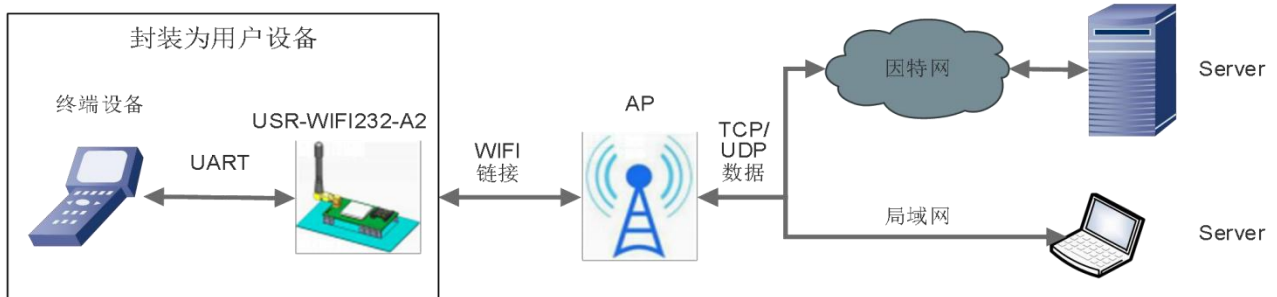 封装为用户设备
终端设备
USR-WIFI232-A2
UART
WIFI
链接
AP
TCP/
UDP
数据
因特网
Server
局域网
Server